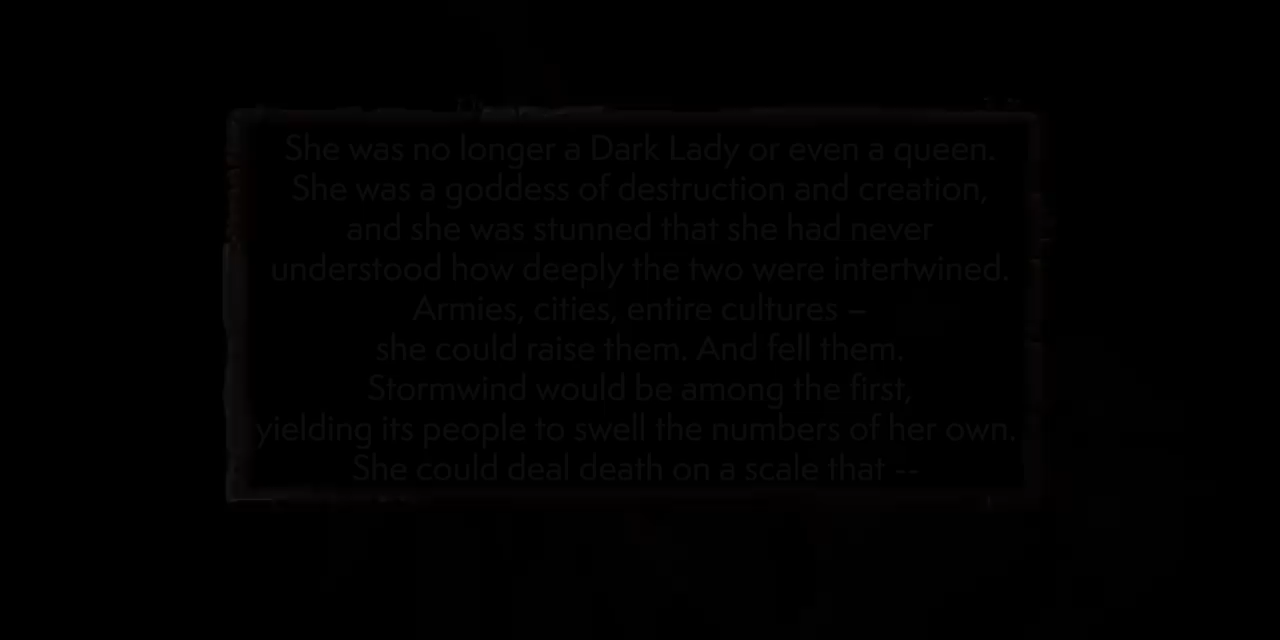 She was no longer a Dark Lady or even a queen.
She was a goddess of destruction and creation,
and she was stunned that she had never
understood how deeply the two were intertwined.
Armies, cities, entire cultures –
she could raise them. And fell them.
Stormwind would be among the first,
yielding its people to swell the numbers of her own.
She could deal death on a scale that --